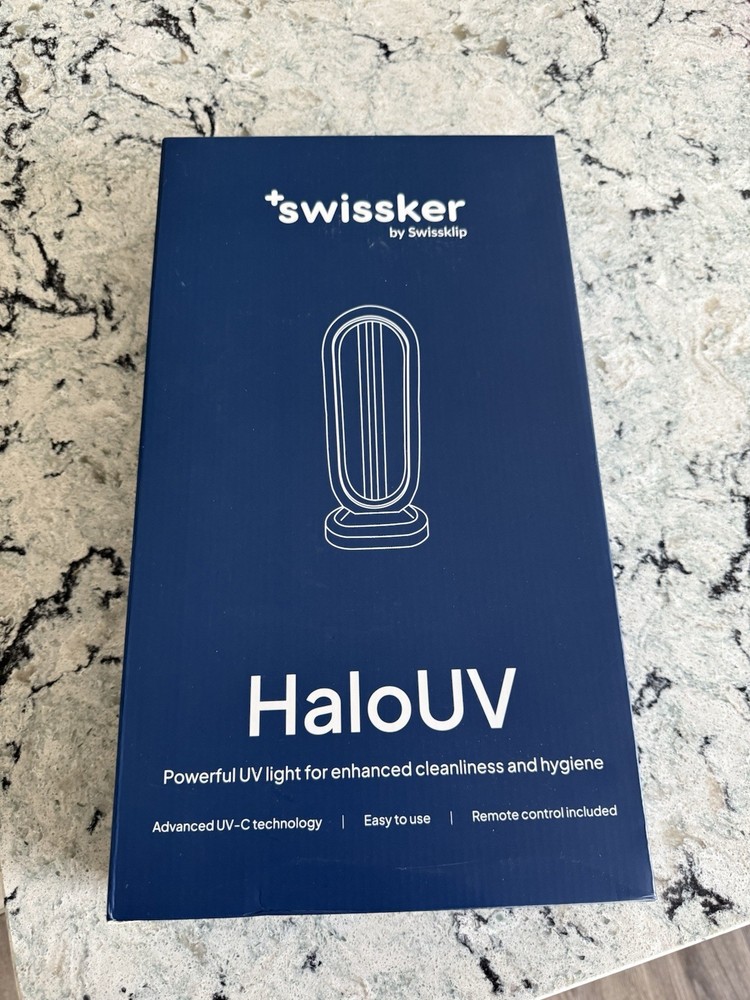 +swissker
by Swissklip
HaloUV
Powerful UV light for enhanced cleanliness and hygiene
Advanced UV-C technology | Easy to use | Remote control included